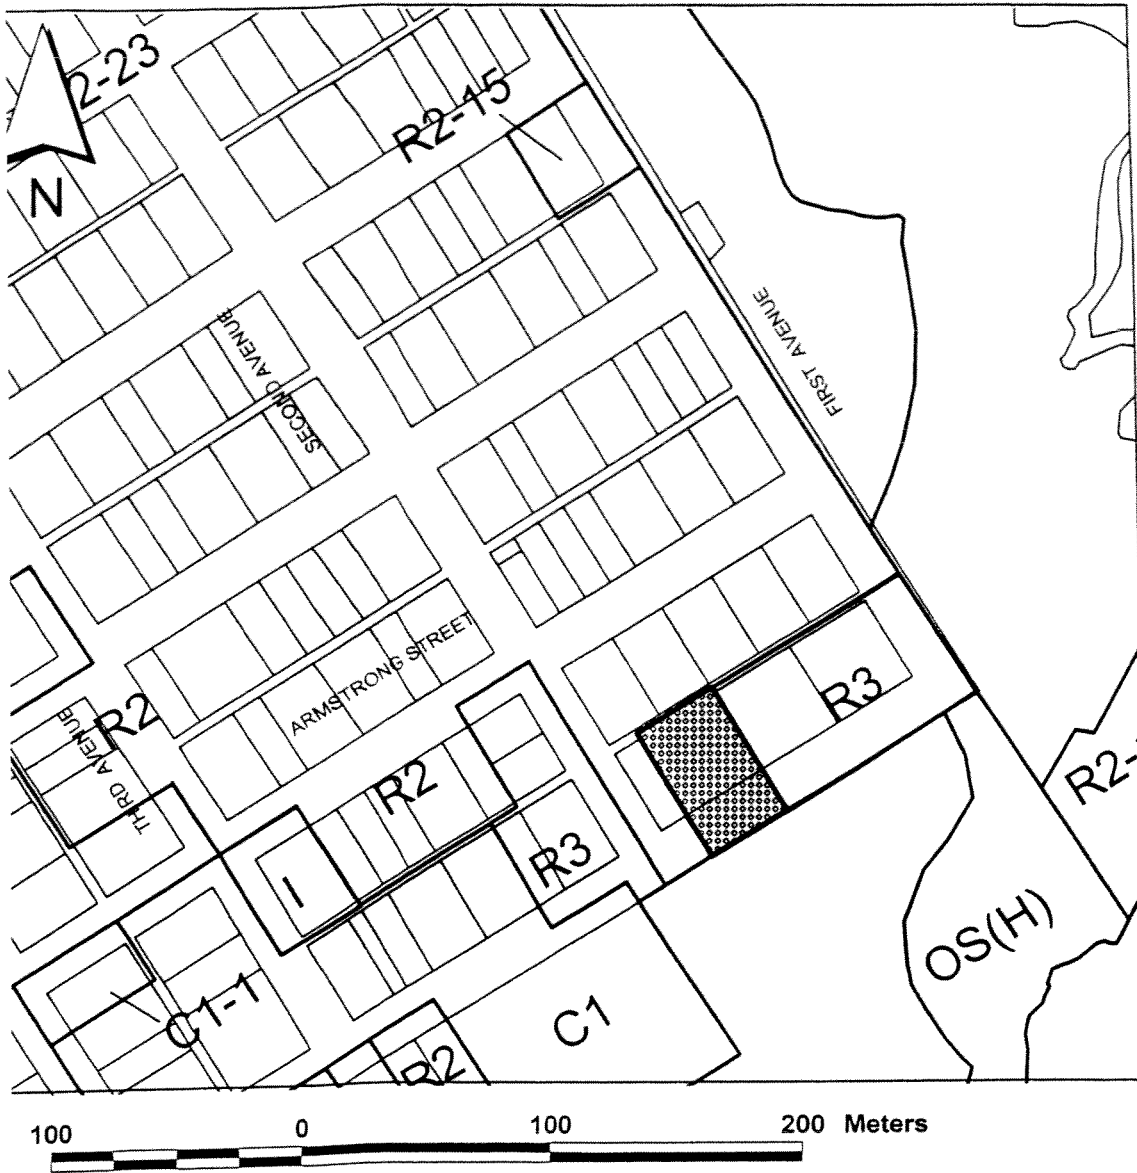 2-23
R2-15
N
FIRST AVENUE
SECOND AVENUE
ARMSTRONG STREET
R3
R2
THIRD AVENUE
R2-
R2
R3
I
OS(H)
C1-1
C1
R2
100 0 100 200 Meters